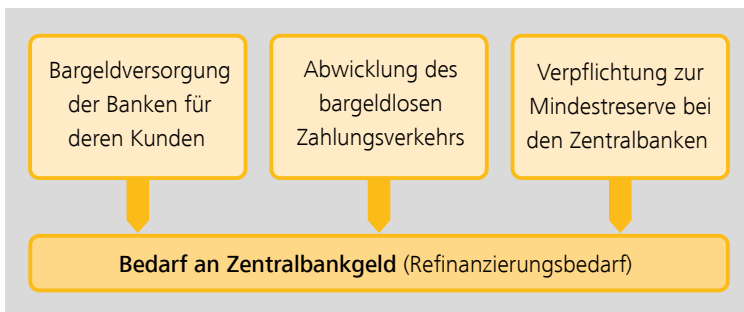 Bargeldversorgung
der Banken für
deren Kunden
Abwicklung des
bargeldlosen
Zahlungsverkehrs
Verpflichtung zur
Mindestreserve bei
den Zentralbanken
Bedarf an Zentralbankgeld (Refinanzierungsbedarf)